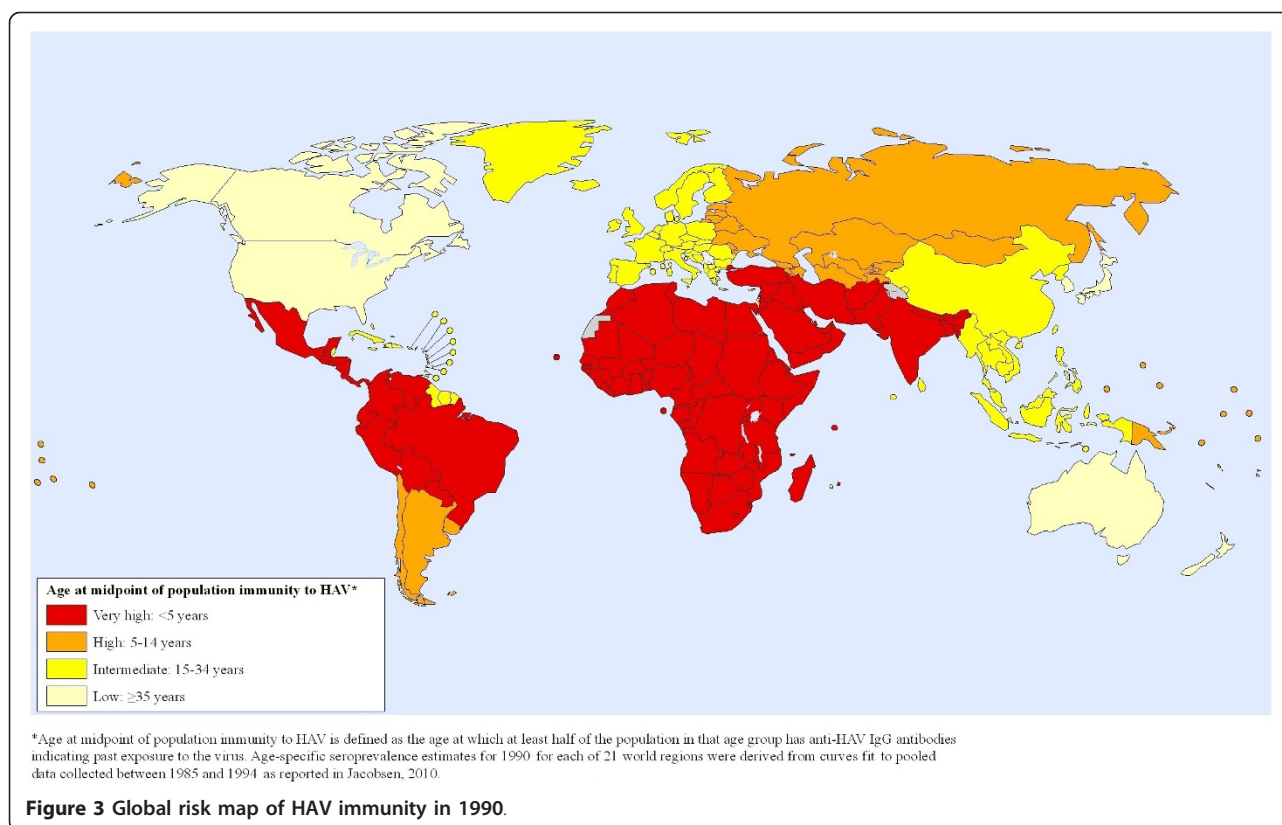 Age at midpoint of population immunity to HAV*
Very high: <5 years
High: 5-14 years
Intermediate: 15-34 years
Low: ≥35 years
*Age at midpoint of population immunity to HAV is defined as the age at which at least half of the population in that age group has anti-HAV IgG antibodies
indicating past exposure to the virus. Age-specific seroprevalence estimates for 1990 for each of 21 world regions were derived from curves fit to pooled
data collected between 1985 and 1994 as reported in Jacobsen, 2010.
Figure 3 Global risk map of HAV immunity in 1990.